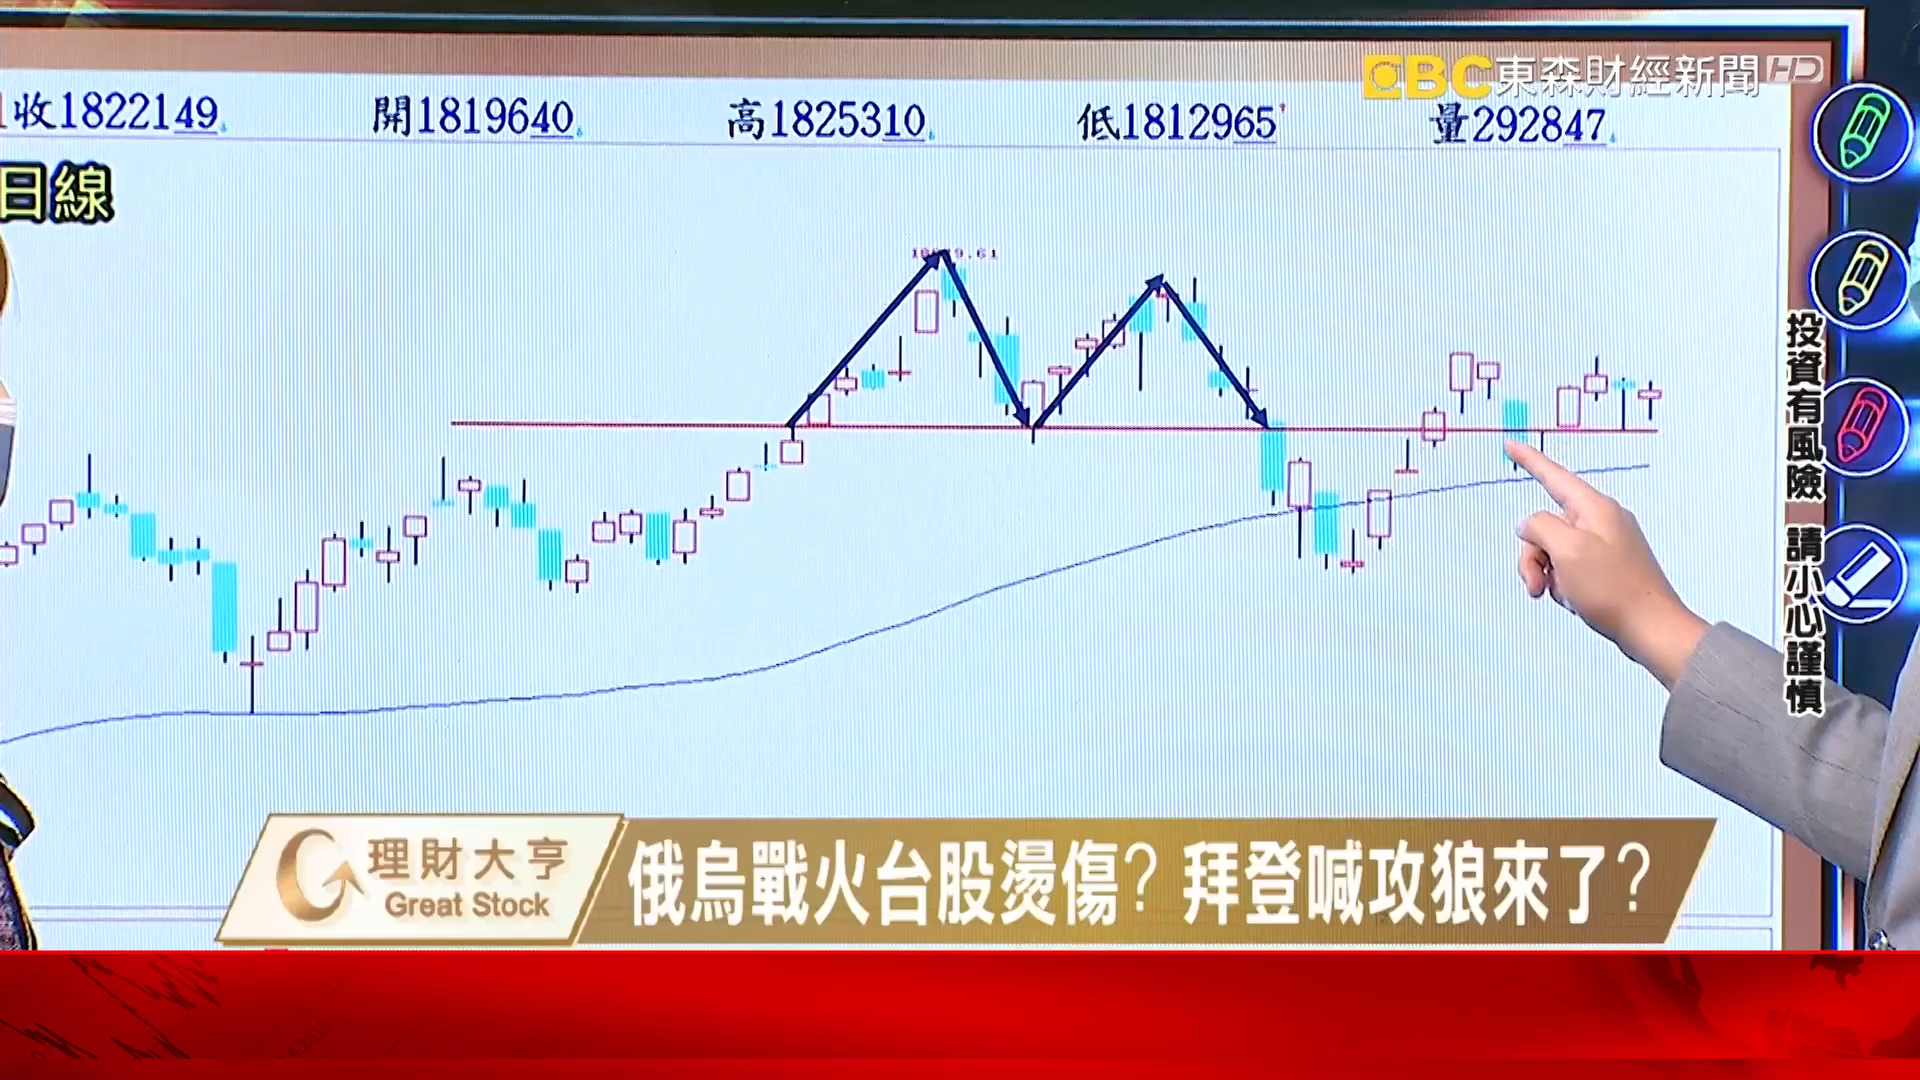 EBC東森財經新聞HD
收1822149 開1819640 高1825310 低1812965 量292847
日線
投資有風險 請小心謹慎
理財大亨
Great Stock
俄烏戰火台股燙傷？拜登喊攻狼來了？